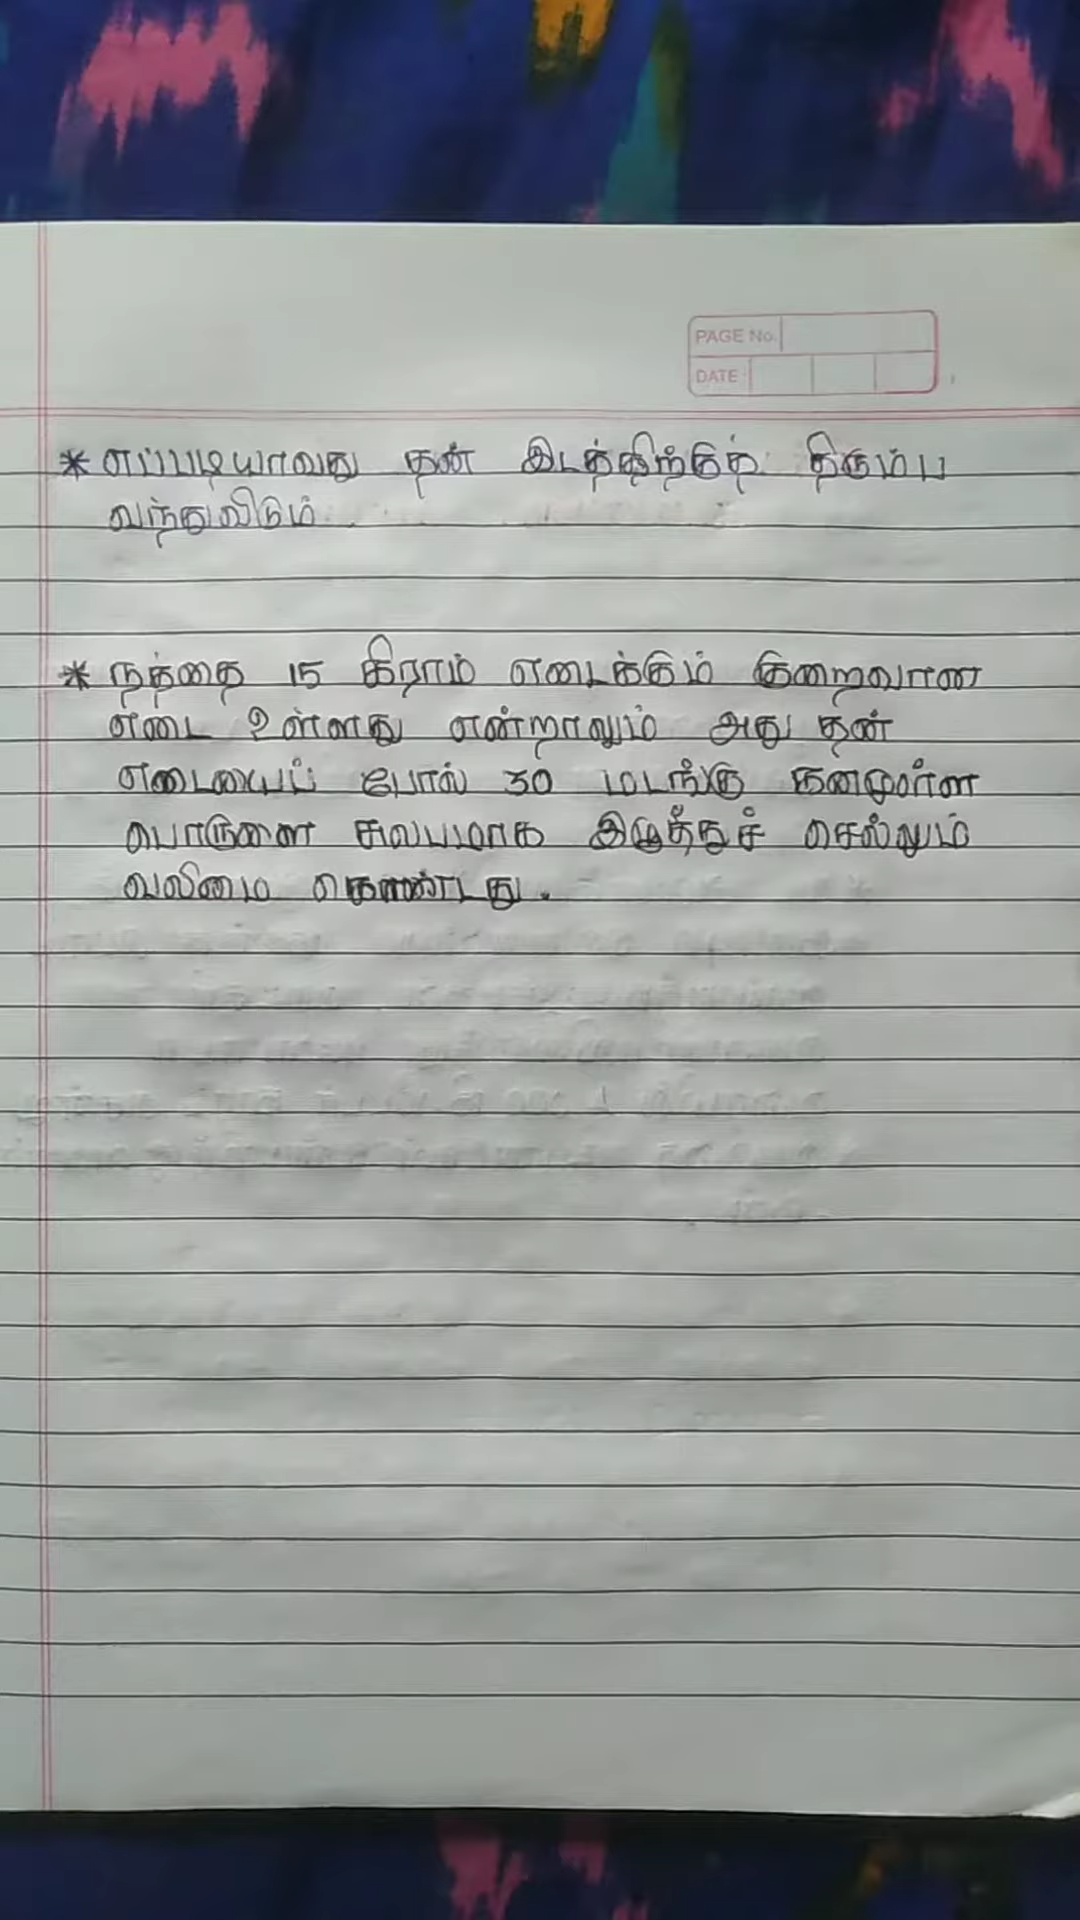 PAGE No.
DATE
* எப்படியாவது தன் இடத்திற்குத் திரும்ப
வந்துவிடும்
* நத்தை 15 கிராம் எடைக்கும் குறைவான
எடை உள்ளது என்றாலும் அது தன்
எடையைப் போல் 50 மடங்கு கனமுள்ள
பொருளை சுலபமாக இழுத்துச் செல்லும்
வலிமை கொண்டது.